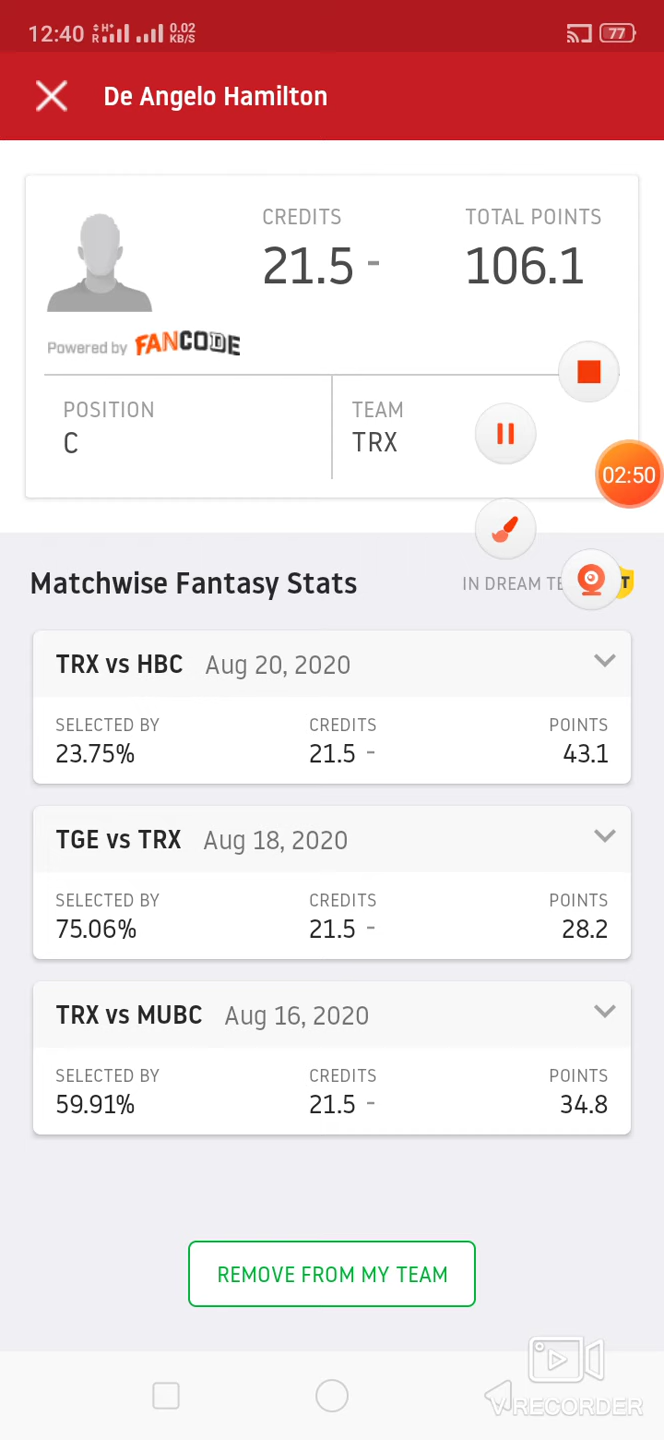 12:40 R H+ 0.02 KB/S 77
De Angelo Hamilton
CREDITS TOTAL POINTS
21.5 - 106.1
Powered by FANCODE
POSITION TEAM
C TRX
02:50
Matchwise Fantasy Stats IN DREAM TE T
TRX vs HBC Aug 20, 2020
SELECTED BY CREDITS POINTS
23.75% 21.5 - 43.1
TGE vs TRX Aug 18, 2020
SELECTED BY CREDITS POINTS
75.06% 21.5 - 28.2
TRX vs MUBC Aug 16, 2020
SELECTED BY CREDITS POINTS
59.91% 21.5 - 34.8
REMOVE FROM MY TEAM
V RECORDER